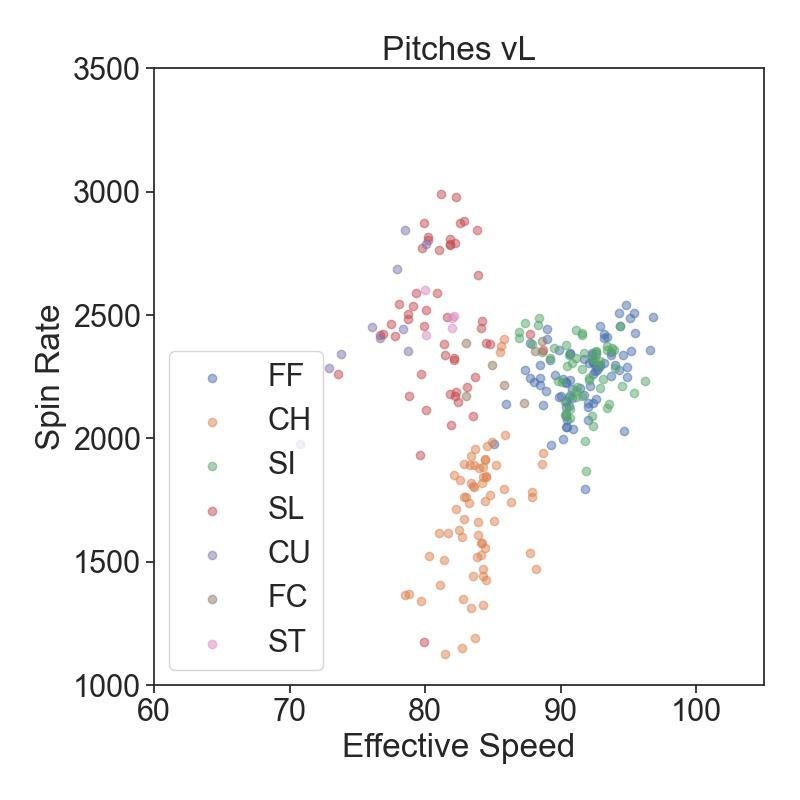 Pitches vL
3500
3000
2500
2000
1500
1000
Spin Rate
FF
CH
SI
SL
CU
FC
ST
60 70 80 90 100
Effective Speed